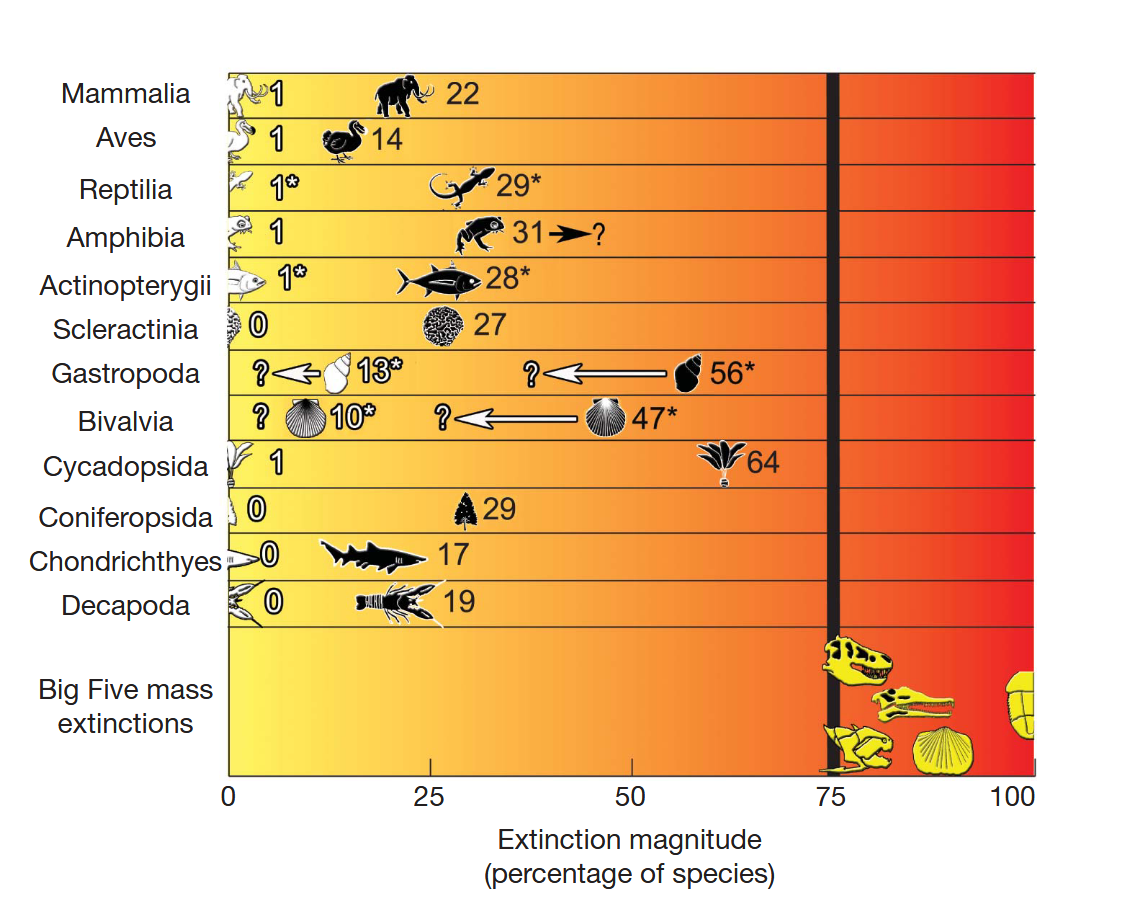 Mammalia 1 22
Aves 1 14
Reptilia 1* 29*
Amphibia 1 31 ?
Actinopterygii 1* 28*
Scleractinia 0 27
Gastropoda ? 13* ? 56*
Bivalvia ? 10* ? 47*
Cycadopsida 1 64
Coniferopsida 0 29
Chondrichthyes 0 17
Decapoda 0 19
Big Five mass
extinctions
0 25 50 75 100
Extinction magnitude
(percentage of species)